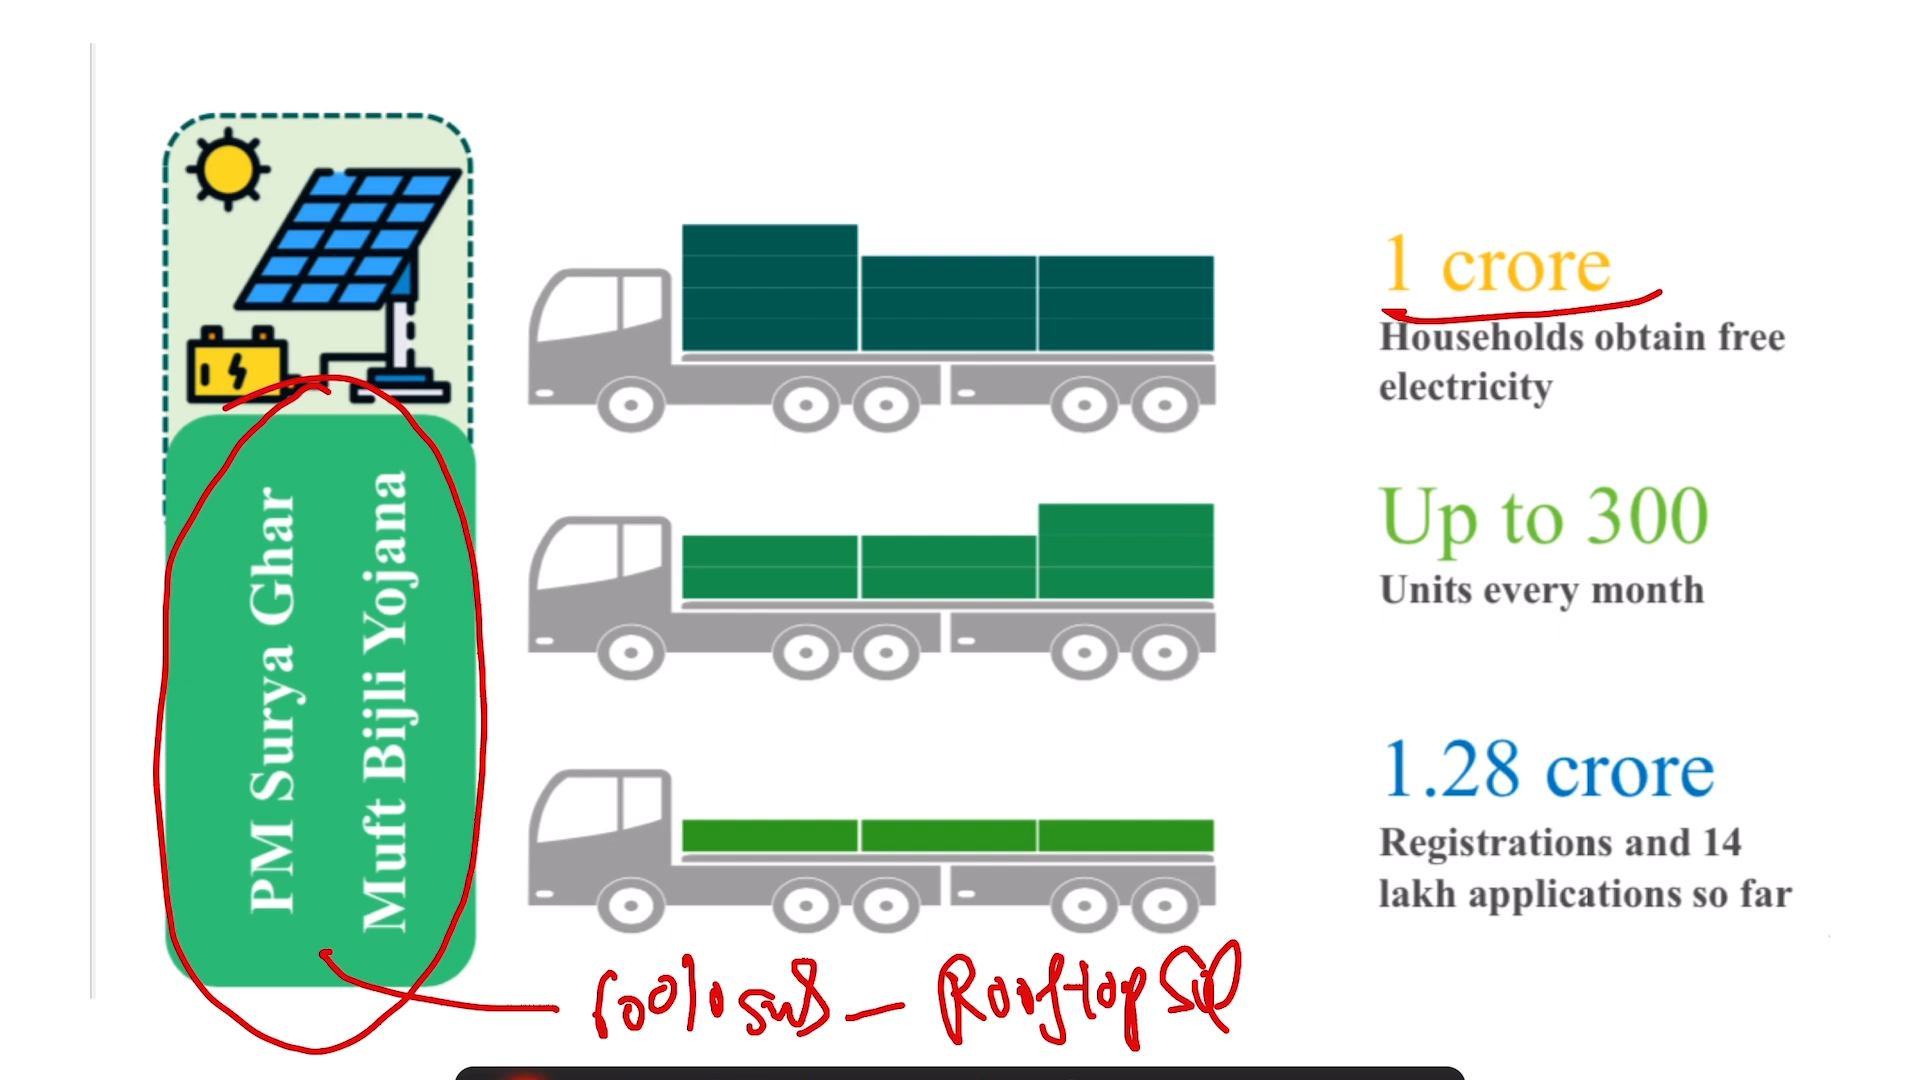 PM Surya Ghar
Muft Bijli Yojana
1 crore
Households obtain free
electricity
Up to 300
Units every month
1.28 crore
Registrations and 14
lakh applications so far
Rooftop